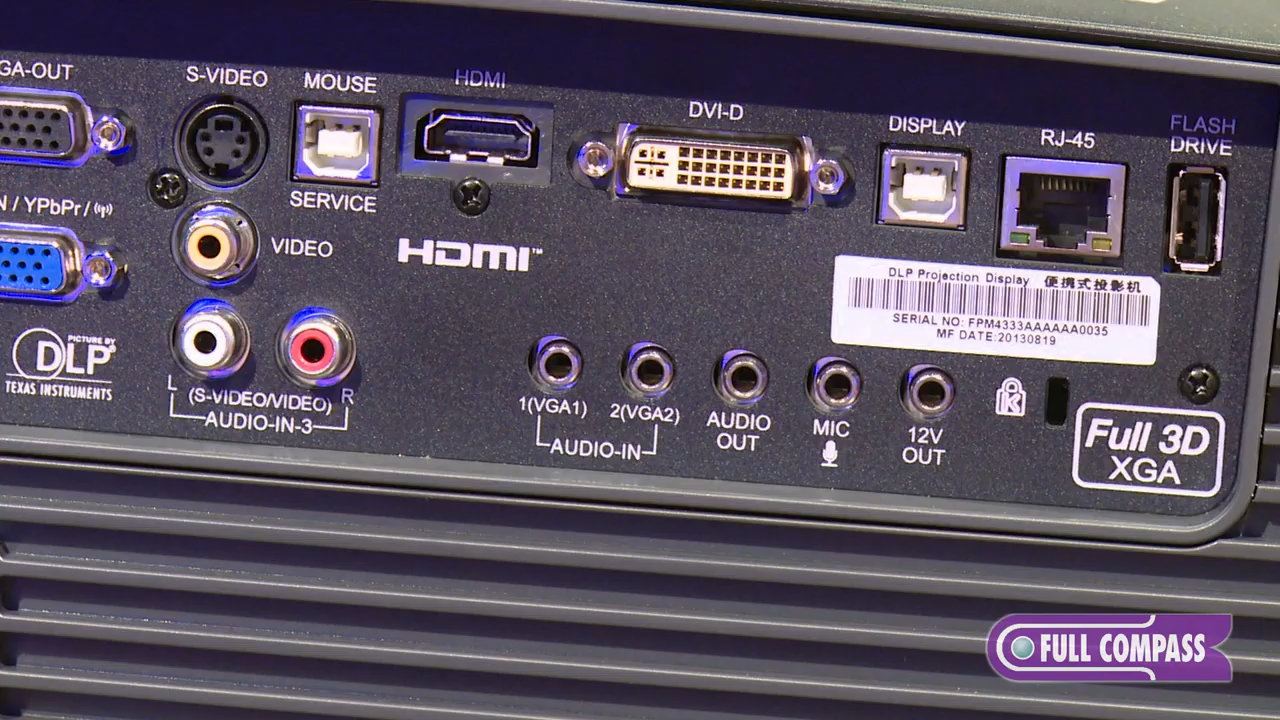 GA-OUT
S-VIDEO
MOUSE
HDMI
DVI-D
DISPLAY
RJ-45
FLASH
DRIVE
SERVICE
N / YPbPr /
VIDEO
HDMI™
DLP Projection Display 便携式投影机
SERIAL NO: FPM4333AAAAAA0035
MF DATE:20130819
PICTURE BY
DLP®
TEXAS INSTRUMENTS
L
(S-VIDEO/VIDEO)
R
AUDIO-IN-3
1(VGA1)
2(VGA2)
AUDIO-IN
AUDIO
OUT
MIC
12V
OUT
K
Full 3D
XGA
FULL COMPASS